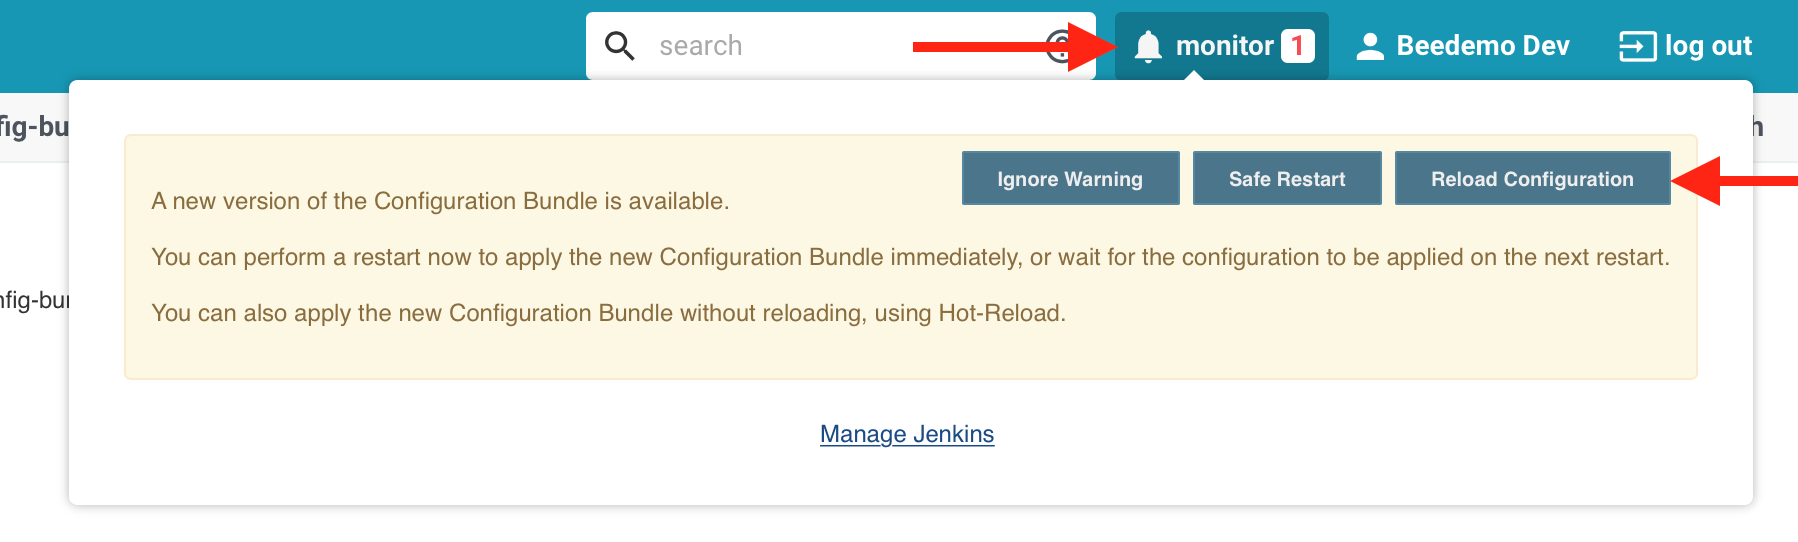 search
monitor 1
Beedemo Dev
log out
fig-bu
h
Ignore Warning
Safe Restart
Reload Configuration
A new version of the Configuration Bundle is available.
You can perform a restart now to apply the new Configuration Bundle immediately, or wait for the configuration to be applied on the next restart.
nfig-bun
You can also apply the new Configuration Bundle without reloading, using Hot-Reload.
Manage Jenkins